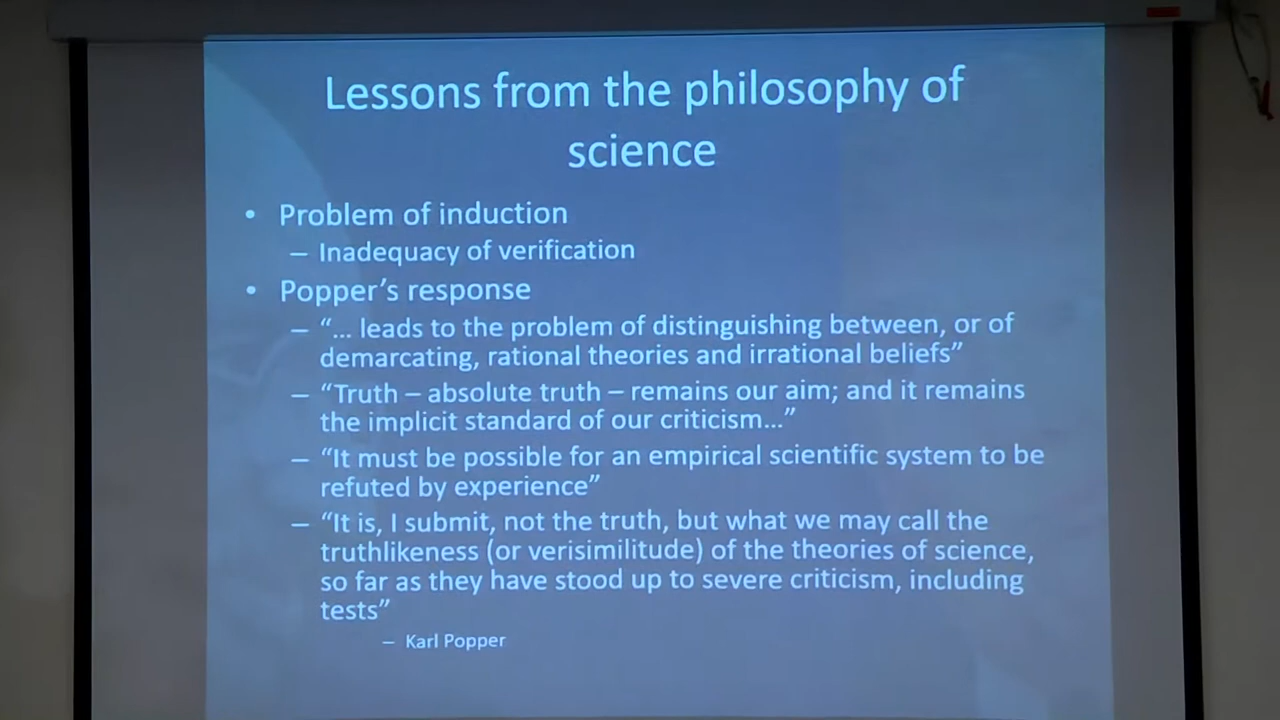 Lessons from the philosophy of
science
• Problem of induction
– Inadequacy of verification
• Popper’s response
– “... leads to the problem of distinguishing between, or of
demarcating, rational theories and irrational beliefs”
– “Truth – absolute truth – remains our aim; and it remains
the implicit standard of our criticism...”
– “It must be possible for an empirical scientific system to be
refuted by experience”
– “It is, I submit, not the truth, but what we may call the
truthlikeness (or verisimilitude) of the theories of science,
so far as they have stood up to severe criticism, including
tests”
– Karl Popper